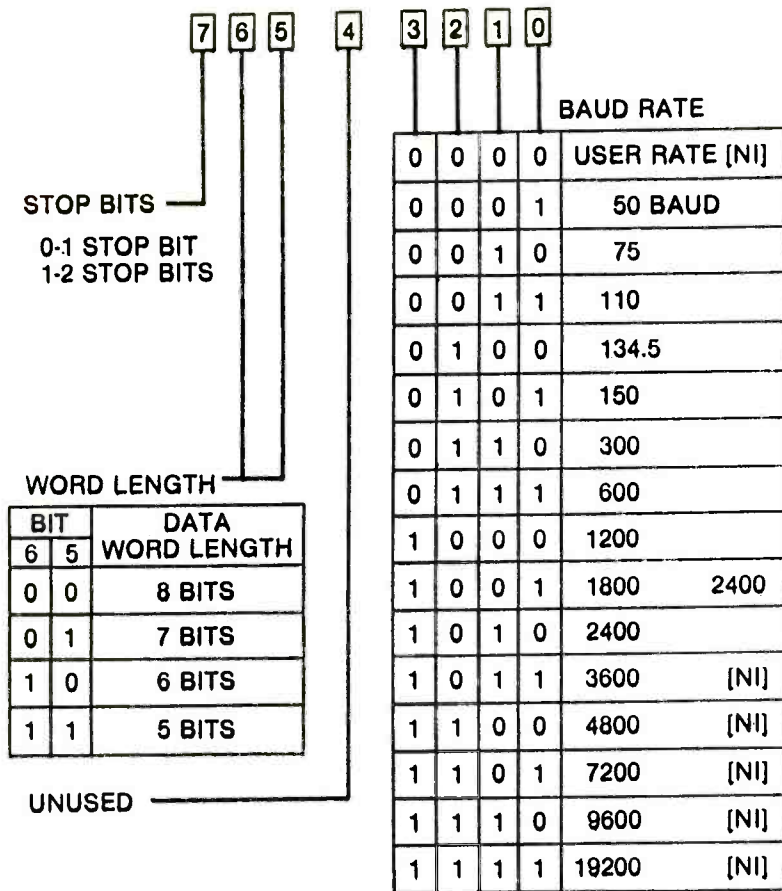 7 6 5 4 3 2 1 0
BAUD RATE
0 0 0 0 USER RATE [NI]
0 0 0 1 50 BAUD
0 0 1 0 75
0 0 1 1 110
0 1 0 0 134.5
0 1 0 1 150
0 1 1 0 300
0 1 1 1 600
1 0 0 0 1200
1 0 0 1 1800 2400
1 0 1 0 2400
1 0 1 1 3600 [NI]
1 1 0 0 4800 [NI]
1 1 0 1 7200 [NI]
1 1 1 0 9600 [NI]
1 1 1 1 19200 [NI]
STOP BITS
0-1 STOP BIT
1-2 STOP BITS
WORD LENGTH
BIT DATA
6 5 WORD LENGTH
0 0 8 BITS
0 1 7 BITS
1 0 6 BITS
1 1 5 BITS
UNUSED